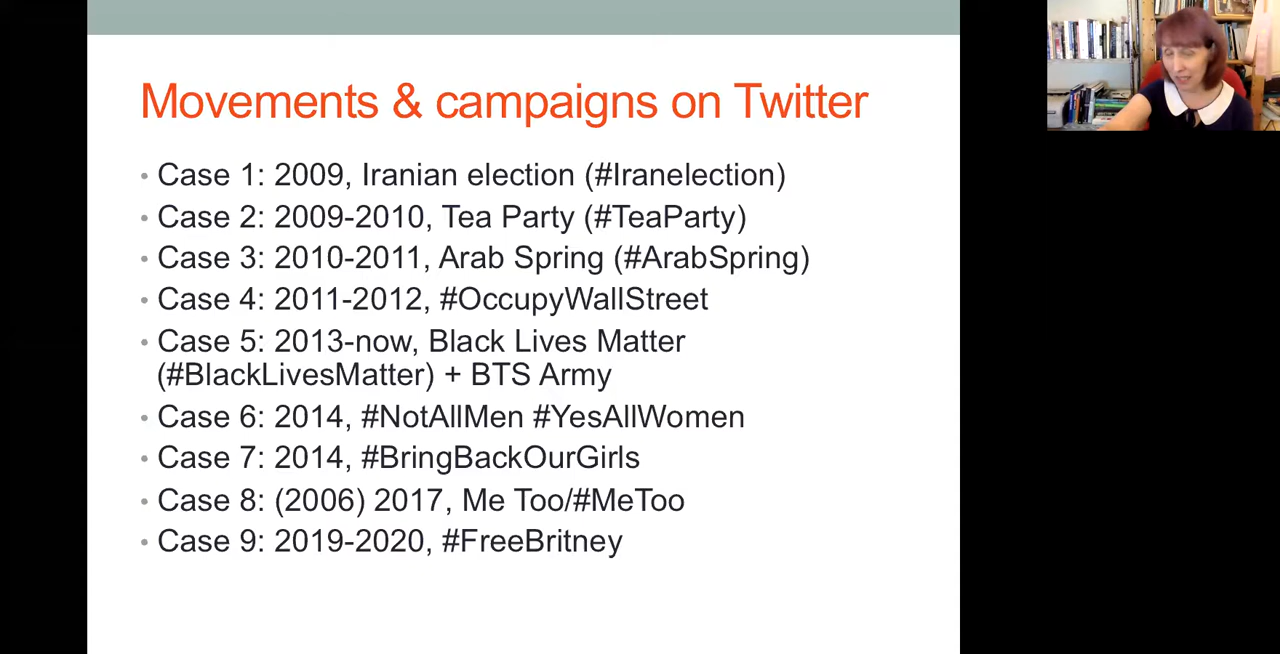 Movements & campaigns on Twitter
• Case 1: 2009, Iranian election (#Iranelection)
• Case 2: 2009-2010, Tea Party (#TeaParty)
• Case 3: 2010-2011, Arab Spring (#ArabSpring)
• Case 4: 2011-2012, #OccupyWallStreet
• Case 5: 2013-now, Black Lives Matter
(#BlackLivesMatter) + BTS Army
• Case 6: 2014, #NotAllMen #YesAllWomen
• Case 7: 2014, #BringBackOurGirls
• Case 8: (2006) 2017, Me Too/#MeToo
• Case 9: 2019-2020, #FreeBritney